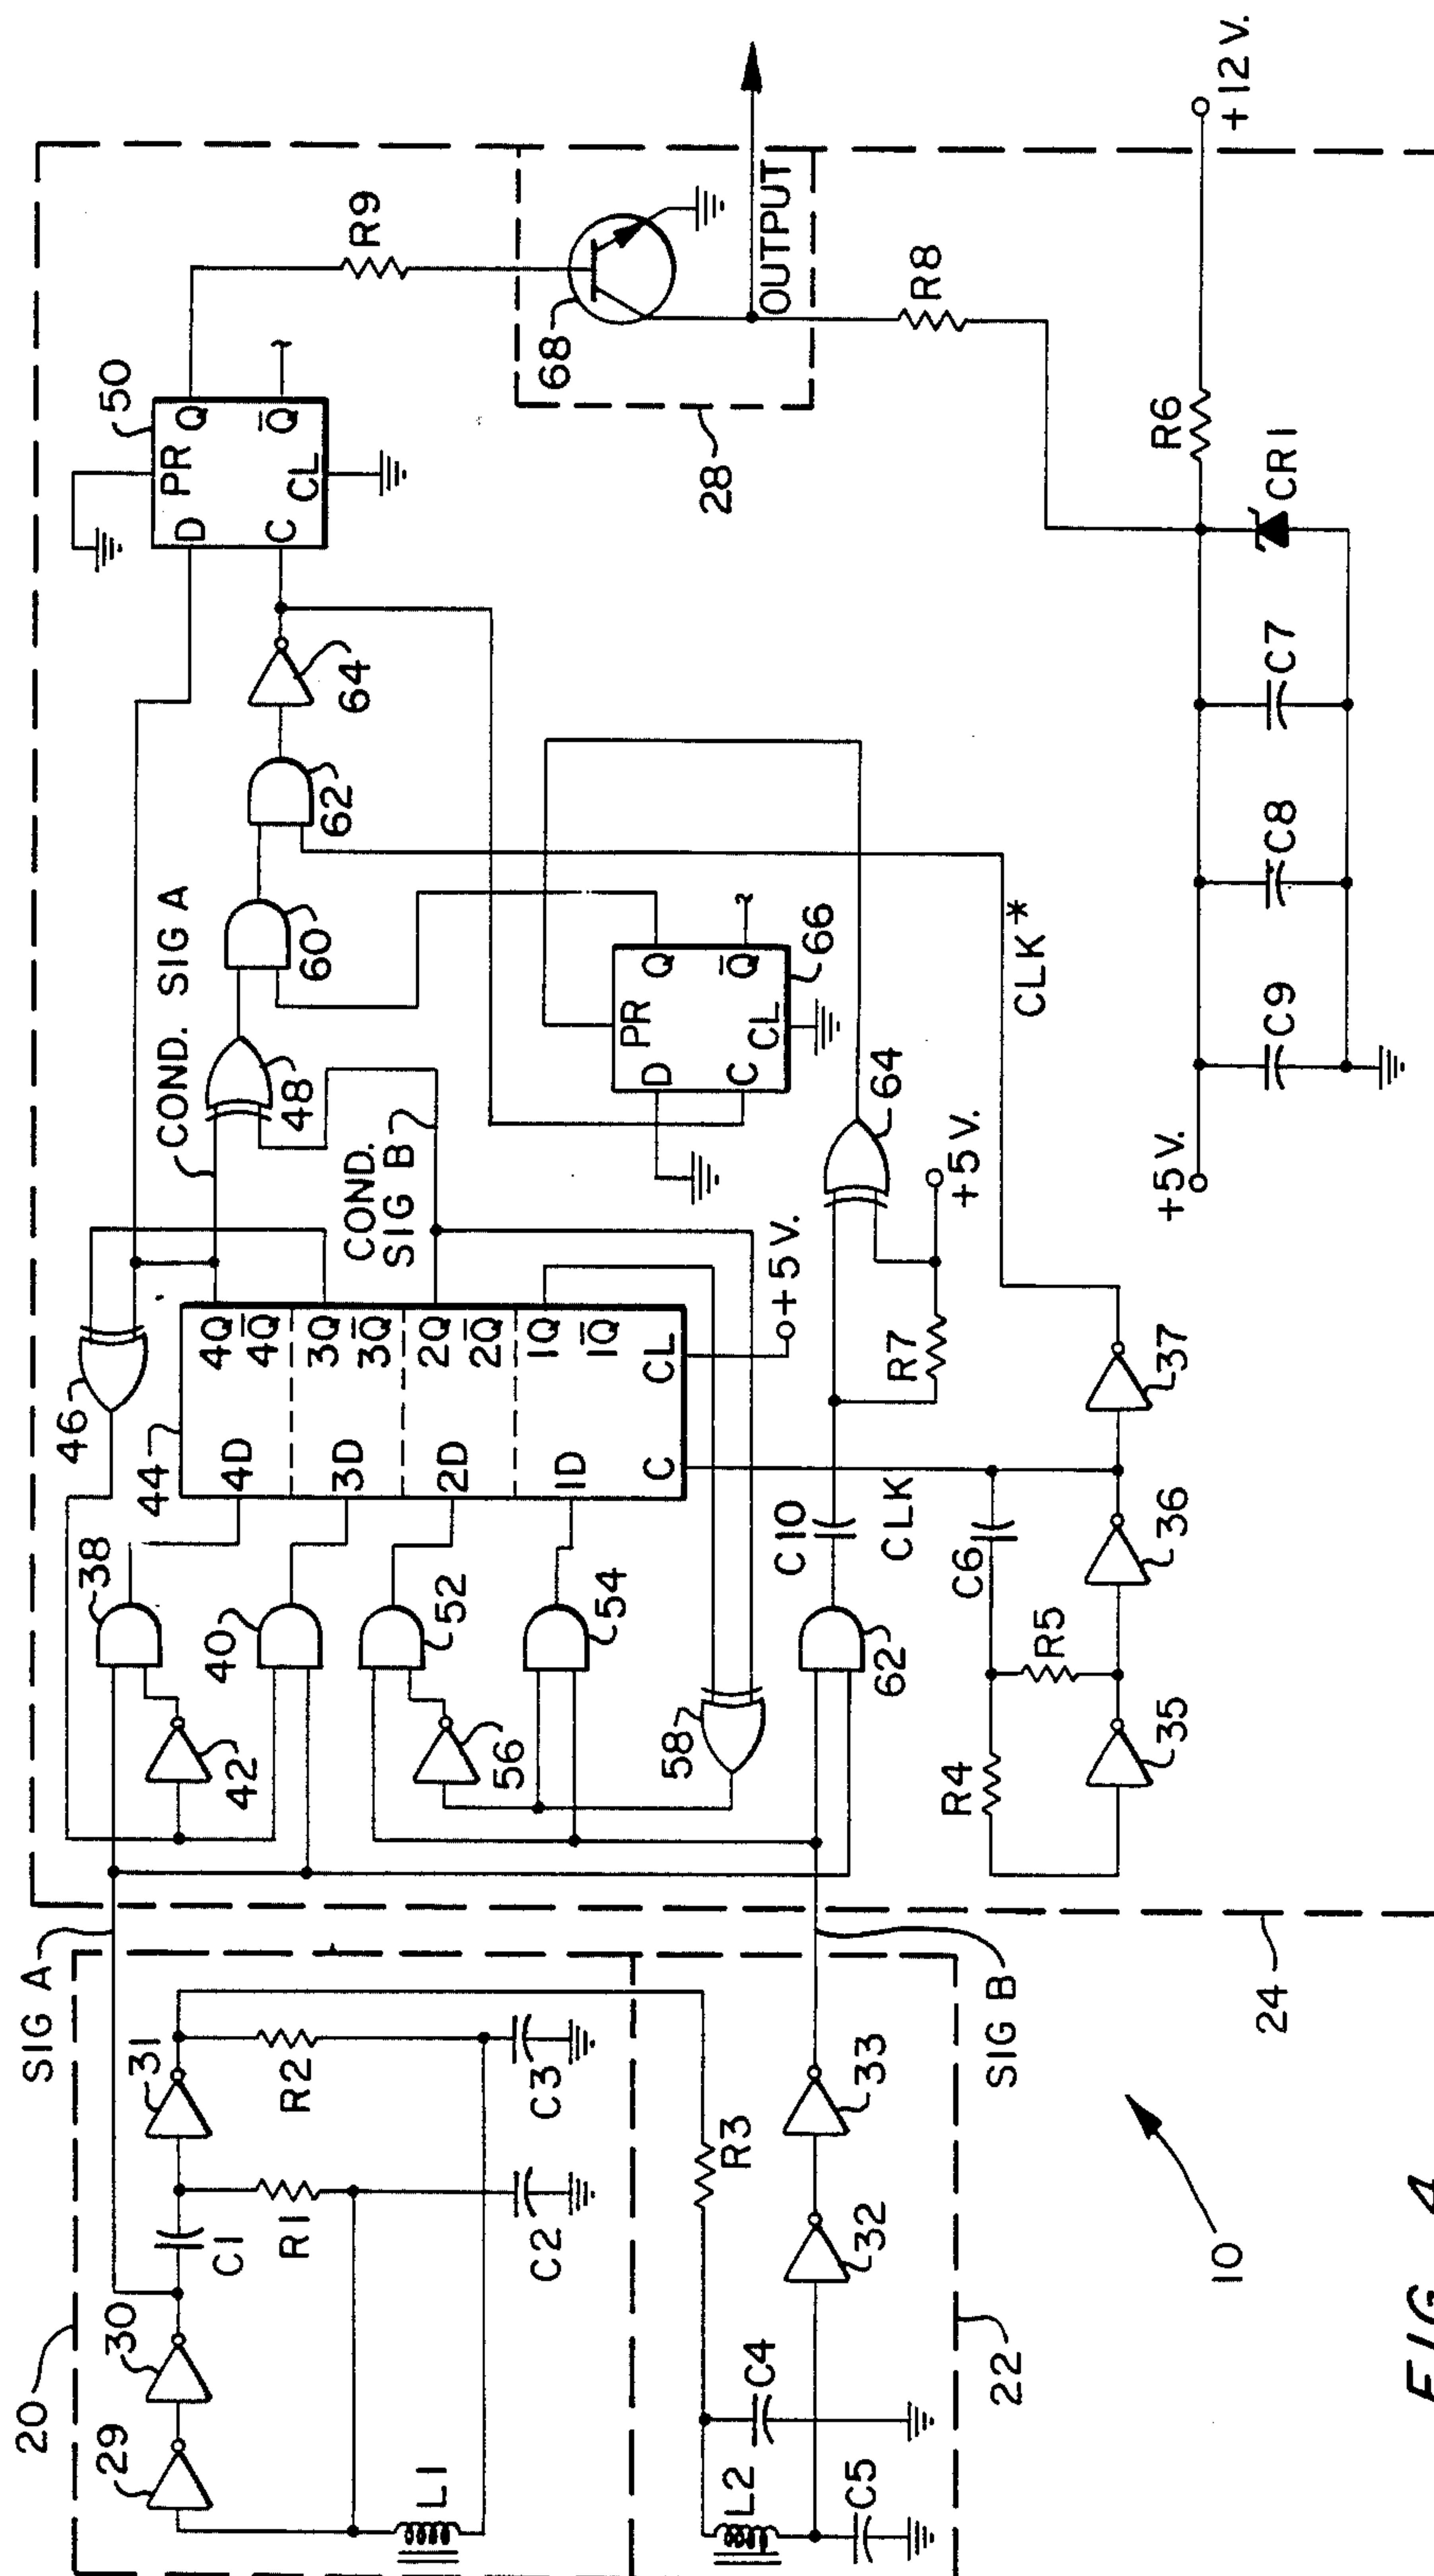 SIG A
20
29
30
31
C1
R1
R2
L1
C2
C3
R3
L2
C4
C5
32
33
22
SIG B
24
10
38
42
40
52
56
54
58
62
46
44
4D
4Q
4Q̅
3D
3Q
3Q̅
2D
2Q
2Q̅
1D
1Q
1Q̅
C
CL
+5 V.
COND. SIG A
COND.
SIG B
48
60
62
64
50
D
PR
Q
C
CL
Q̅
66
D
PR
Q
C
CL
Q̅
C10
CLK
R7
+5 V.
64
R4
R5
C6
35
36
37
CLK*
R9
68
OUTPUT
28
R8
R6
+12 V.
CR1
C7
C8
C9
+5 V.
FIG. 4